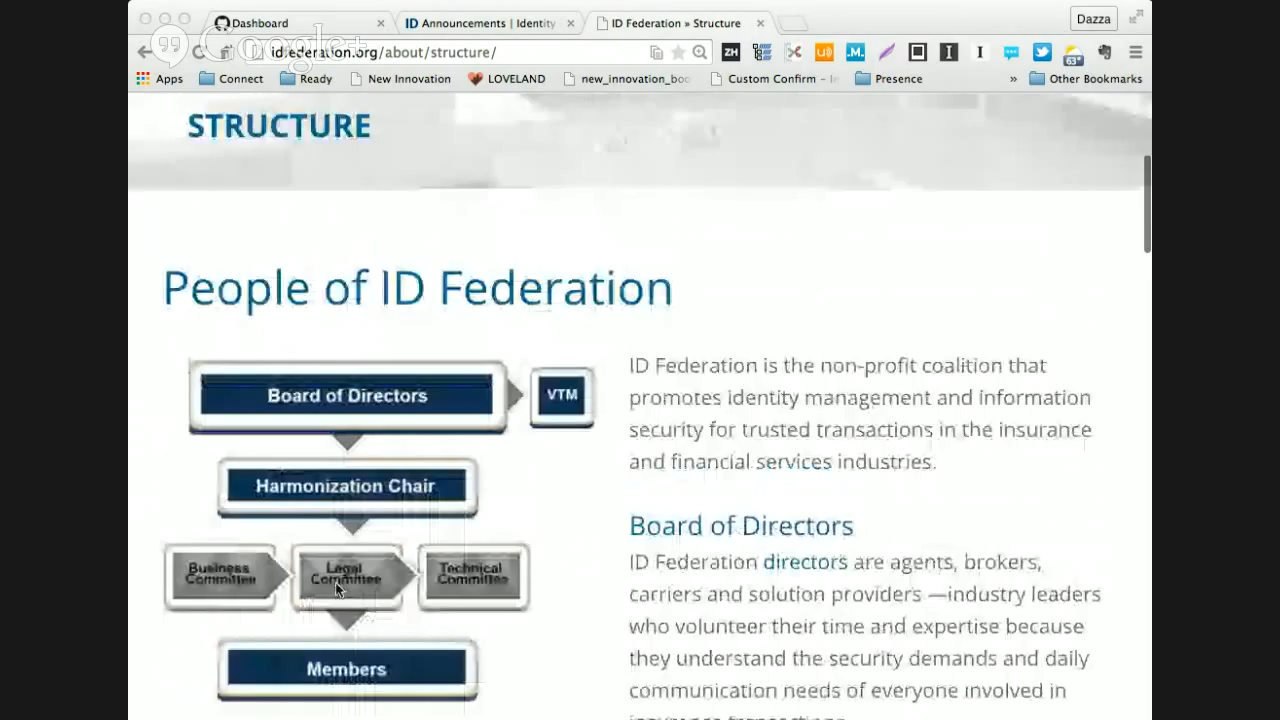 Dashboard
ID Announcements | Identity
ID Federation » Structure
Dazza
Google+
idfederation.org/about/structure/
ZH
M.
63
Apps
Connect
Ready
New Innovation
LOVELAND
new_innovation_boo
Custom Confirm –
Presence
»
Other Bookmarks
STRUCTURE
People of ID Federation
Board of Directors
VTM
Harmonization Chair
Business
Committee
Legal
Committee
Technical
Committee
Members
ID Federation is the non-profit coalition that
promotes identity management and information
security for trusted transactions in the insurance
and financial services industries.
Board of Directors
ID Federation directors are agents, brokers,
carriers and solution providers —industry leaders
who volunteer their time and expertise because
they understand the security demands and daily
communication needs of everyone involved in